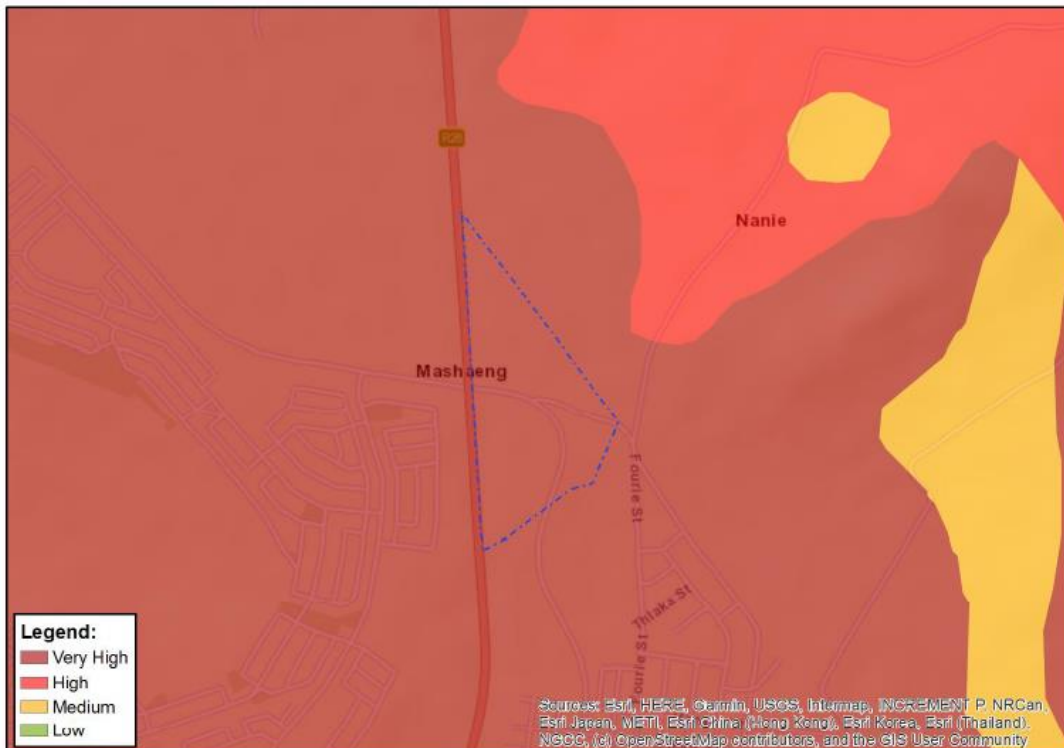 R26
Nanie
Mashaeng
Fourie St
Thlaka St
ourie St
Legend:
Very High
High
Medium
Low
Sources: Esri, HERE, Garmin, USGS, Intermap, INCREMENT P, NRCan,
Esri Japan, METI, Esri China (Hong Kong), Esri Korea, Esri (Thailand),
NGCC, (c) OpenStreetMap contributors, and the GIS User Community